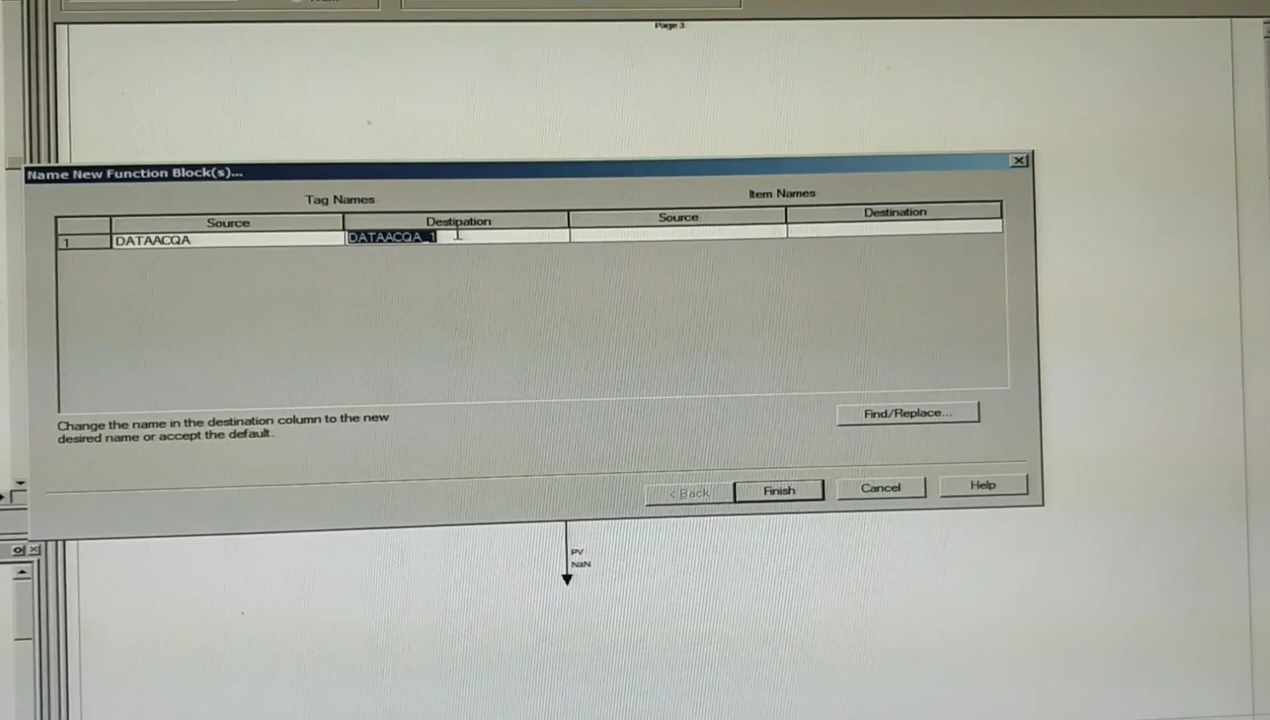 Page 3
Name New Function Block(s)...
Tag Names
Item Names
Source
Destination
Source
Destination
1
DATAACQA
DATAACQA_1
Change the name in the destination column to the new
desired name or accept the default.
Find/Replace...
< Back
Finish
Cancel
Help
PV
NaN